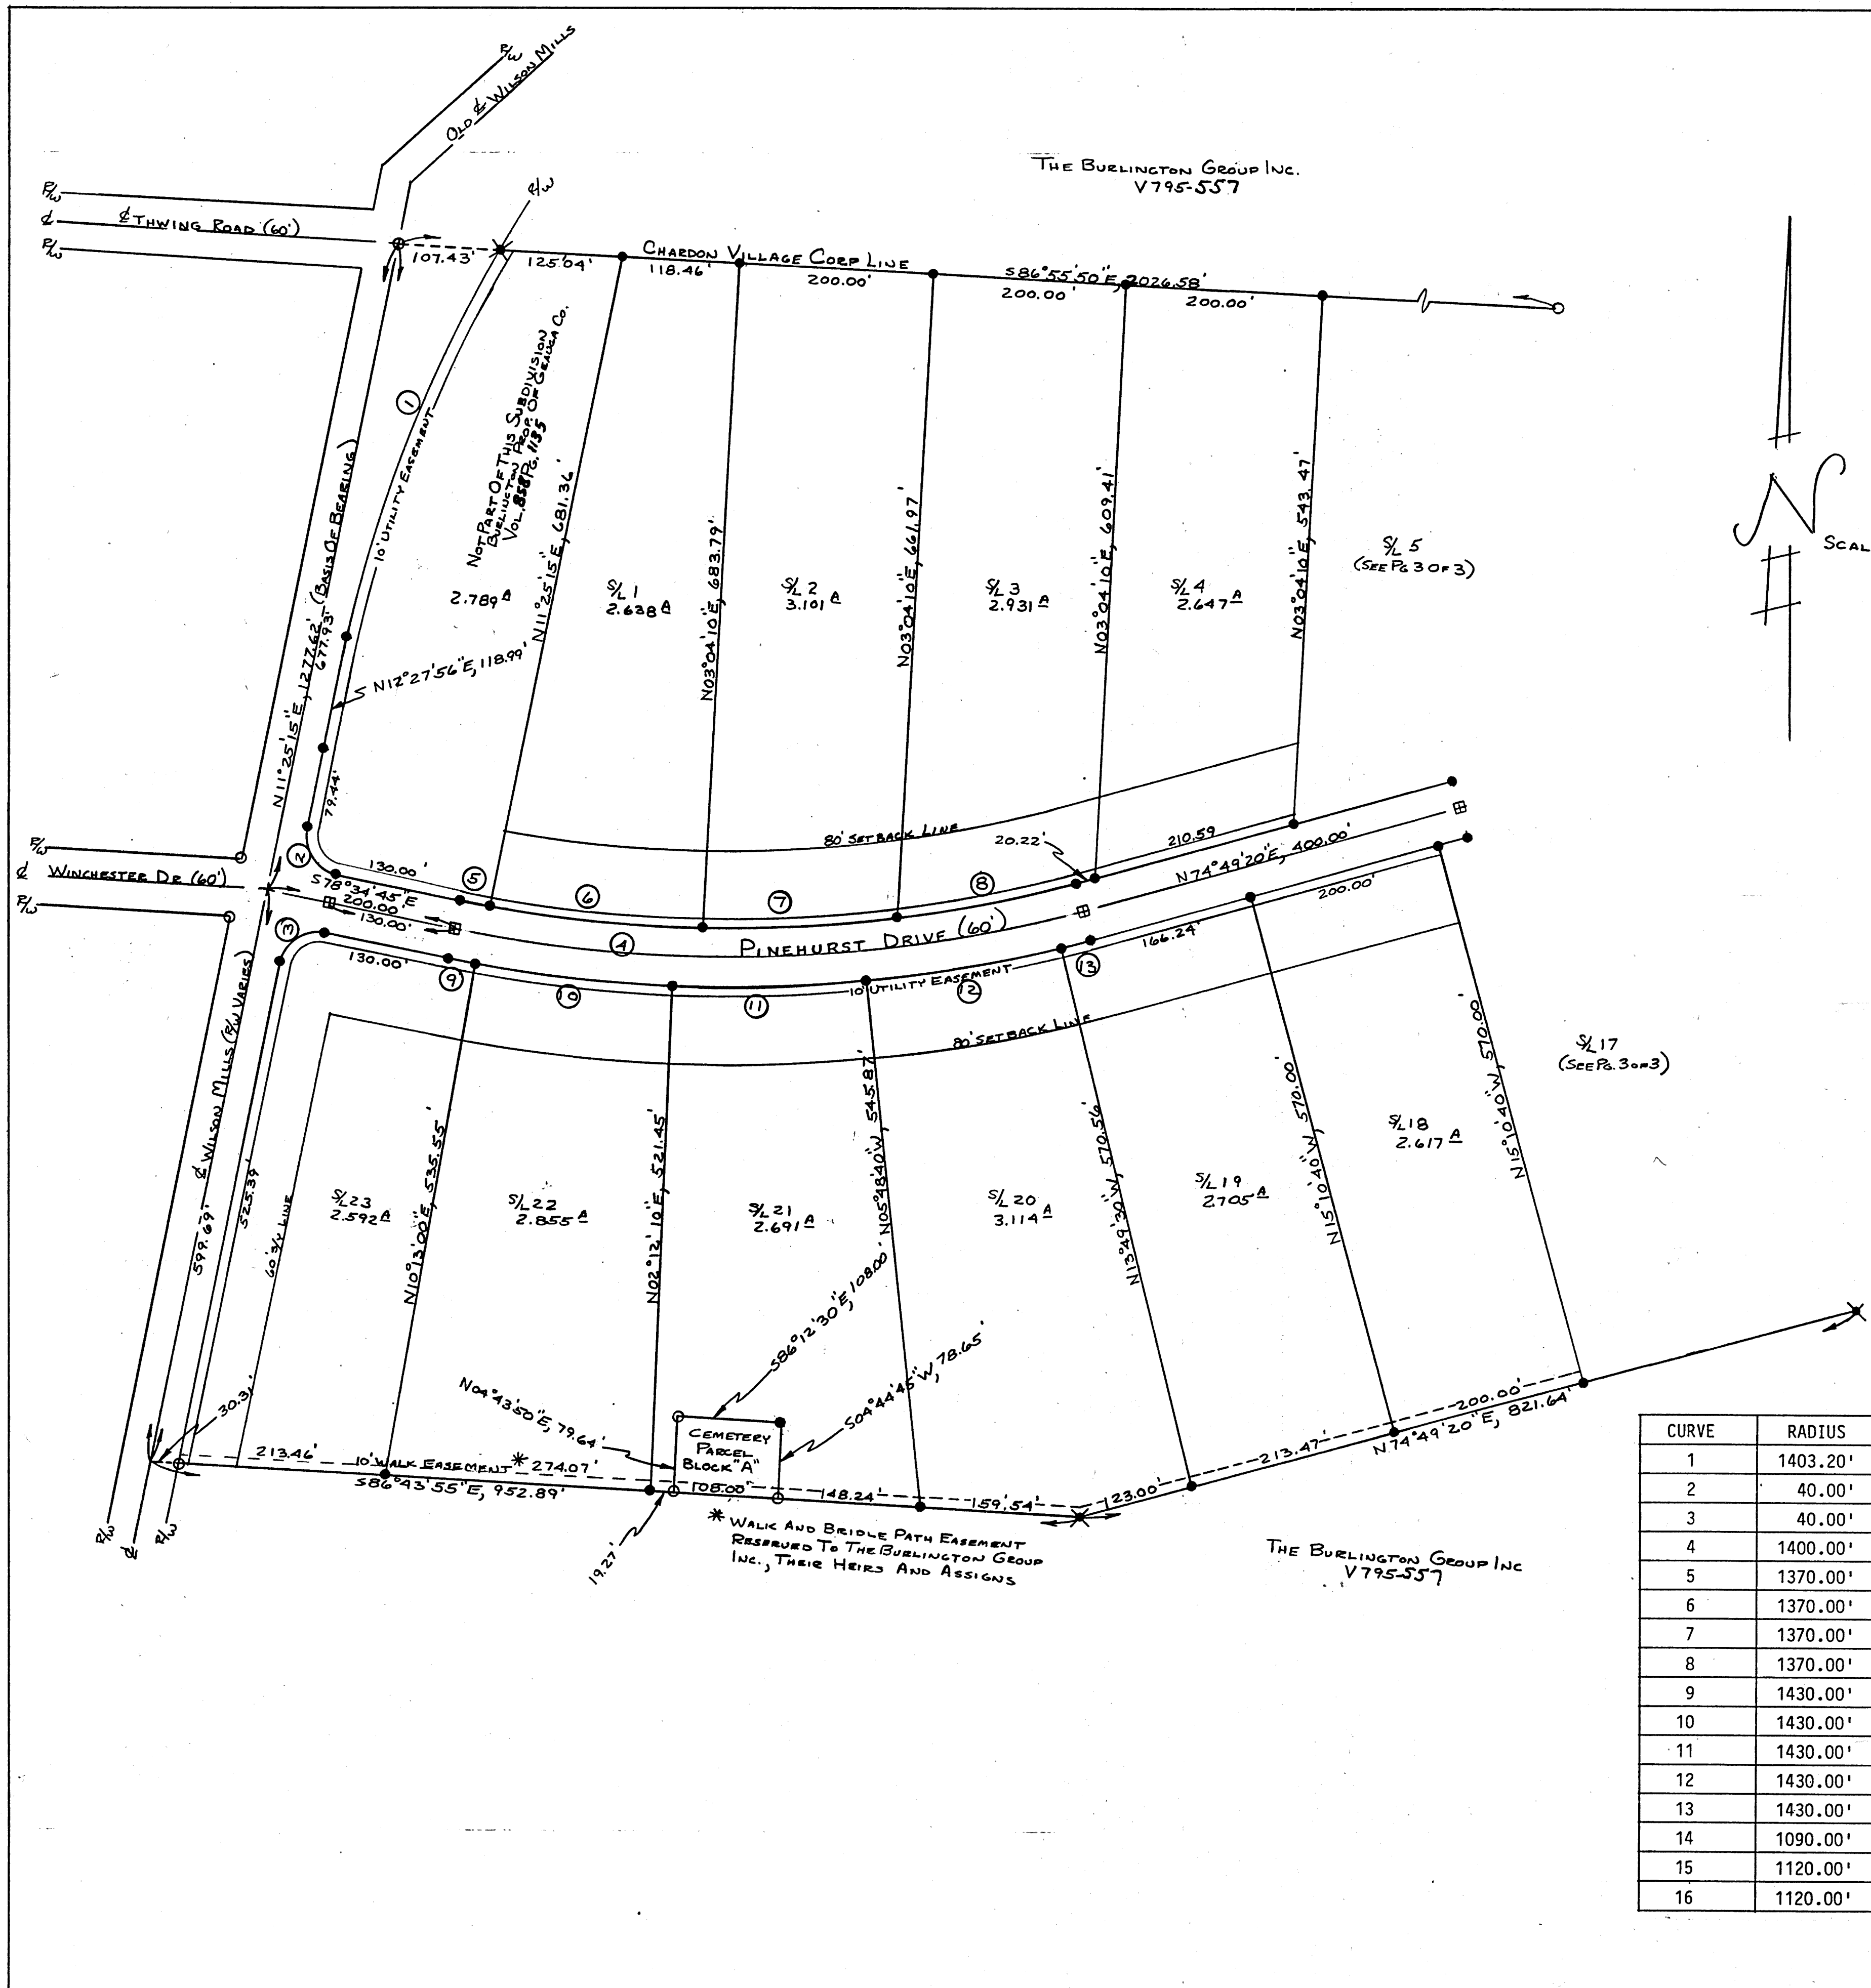 R/W
OLD ℄ WILSON MILLS
THE BURLINGTON GROUP INC.
V795-557
R/W
℄
R/W
℄ THWING ROAD (60')
R/W
107.43'
125.04'
CHARDON VILLAGE CORP LINE
118.46'
200.00'
S86°55'50"E, 2026.58'
200.00'
200.00'
①
10' UTILITY EASEMENT
NOT PART OF THIS SUBDIVISION
BURLINGTON PROP. OF GEAUGA CO.
VOL. 858 PG. 1135
2.789 A
N11°25'15"E, 681.36'
S/L 1
2.638 A
N03°04'10"E, 683.79'
S/L 2
3.101 A
N03°04'10"E, 661.97'
S/L 3
2.931 A
N03°04'10"E, 609.41'
S/L 4
2.647 A
N03°04'10"E, 543.47'
S/L 5
(SEE PG 3 OF 3)
N
SCAL
N11°25'15"E, 1277.62' (BASIS OF BEARING)
677.93'
N12°27'56"E, 118.99'
79.44'
80' SETBACK LINE
20.22'
210.59
N74°49'20"E, 400.00'
R/W
℄ WINCHESTER DR (60')
R/W
②
130.00'
S78°34'45"E
200.00'
130.00'
⑤
⑥
⑦
⑧
③
130.00'
④
PINEHURST DRIVE (60')
⑨
⑩
⑪
10' UTILITY EASEMENT
⑫
⑬
166.24'
200.00'
80' SETBACK LINE
℄ WILSON MILLS (R/W VARIES)
599.69'
525.39'
60' S/Y LINE
S/L 23
2.592 A
N10°13'00"E, 535.55'
S/L 22
2.855 A
N02°12'10"E, 521.45'
S/L 21
2.691 A
N05°48'40"W, 545.87'
S/L 20
3.114 A
N13°49'30"W, 570.56'
S/L 19
2.705 A
N15°10'40"W, 570.00'
S/L 18
2.617 A
N15°10'40"W, 570.00'
S/L 17
(SEE PG. 3 OF 3)
S86°12'30"E, 108.00'
S04°44'45"W, 78.65'
N04°43'50"E, 79.64'
CEMETERY
PARCEL
BLOCK "A"
30.31'
213.46'
10' WALK EASEMENT * 274.07'
S86°43'55"E, 952.89'
108.00'
148.24'
159.54'
123.00'
213.47'
200.00'
N74°49'20"E, 821.64'
19.27'
R/W
℄
R/W
* WALK AND BRIDLE PATH EASEMENT
RESERVED TO THE BURLINGTON GROUP
INC., THEIR HEIRS AND ASSIGNS
THE BURLINGTON GROUP INC
V795-557
CURVE RADIUS
1 1403.20'
2 40.00'
3 40.00'
4 1400.00'
5 1370.00'
6 1370.00'
7 1370.00'
8 1370.00'
9 1430.00'
10 1430.00'
11 1430.00'
12 1430.00'
13 1430.00'
14 1090.00'
15 1120.00'
16 1120.00'